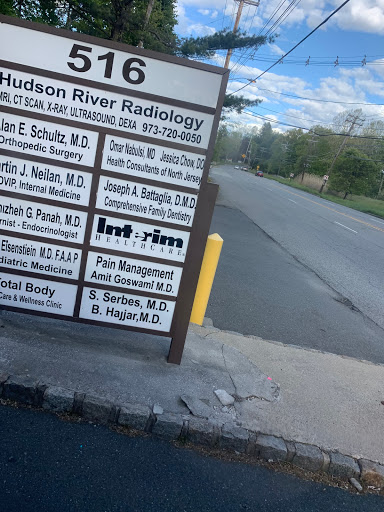 516
Hudson River Radiology
MRI, CT SCAN, X-RAY, ULTRASOUND, DEXA 973-720-0050
Alan E. Schultz, M.D.
Orthopedic Surgery
Omar Nabulsi, MD Jessica Chow, DO
Health Consultants of North Jersey
Martin J. Neilan, M.D.
Internal Medicine
Joseph A. Battaglia, D.M.D
Comprehensive Family Dentistry
G. Panah, M.D.
Endocrinologist
Interim
HEALTHCARE
Eisenstein M.D. F.A.A.P
Medicine
Pain Management
Amit Goswami M.D.
Total Body
Care & Wellness Clinic
S. Serbes, M.D.
B. Hajjar, M.D.